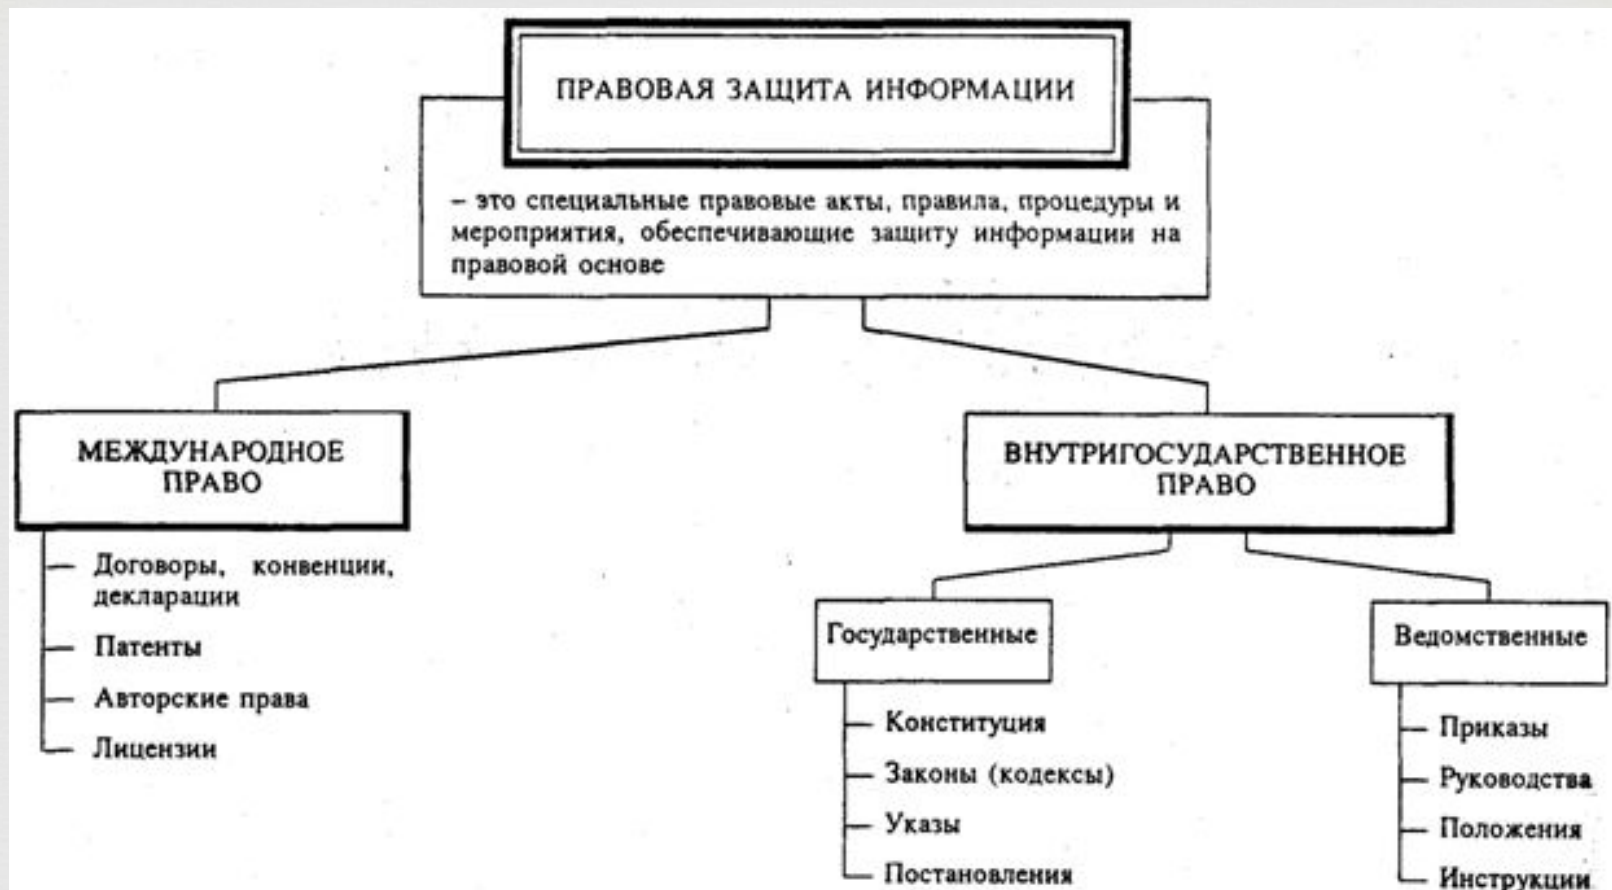 ПРАВОВАЯ ЗАЩИТА ИНФОРМАЦИИ
– это специальные правовые акты, правила, процедуры и
мероприятия, обеспечивающие защиту информации на
правовой основе
МЕЖДУНАРОДНОЕ
ПРАВО
Договоры, конвенции,
декларации
Патенты
Авторские права
Лицензии
ВНУТРИГОСУДАРСТВЕННОЕ
ПРАВО
Государственные
Конституция
Законы (кодексы)
Указы
Постановления
Ведомственные
Приказы
Руководства
Положения
Инструкции